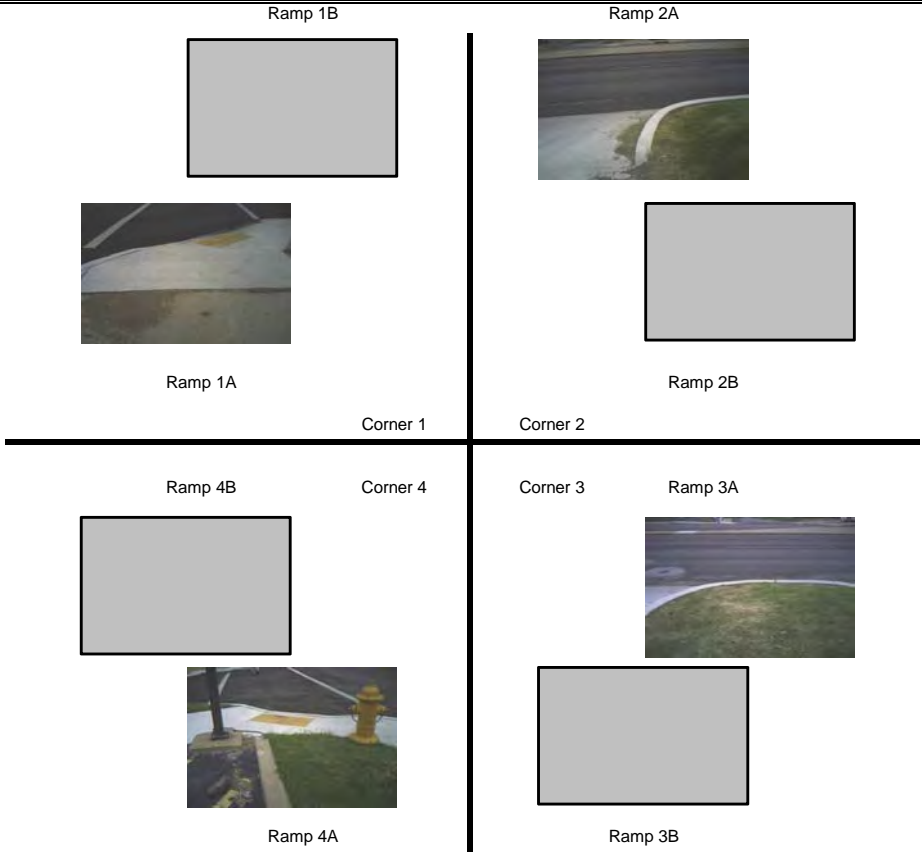 Ramp 1B
Ramp 2A
Ramp 1A
Ramp 2B
Corner 1
Corner 2
Ramp 4B
Corner 4
Corner 3
Ramp 3A
Ramp 4A
Ramp 3B